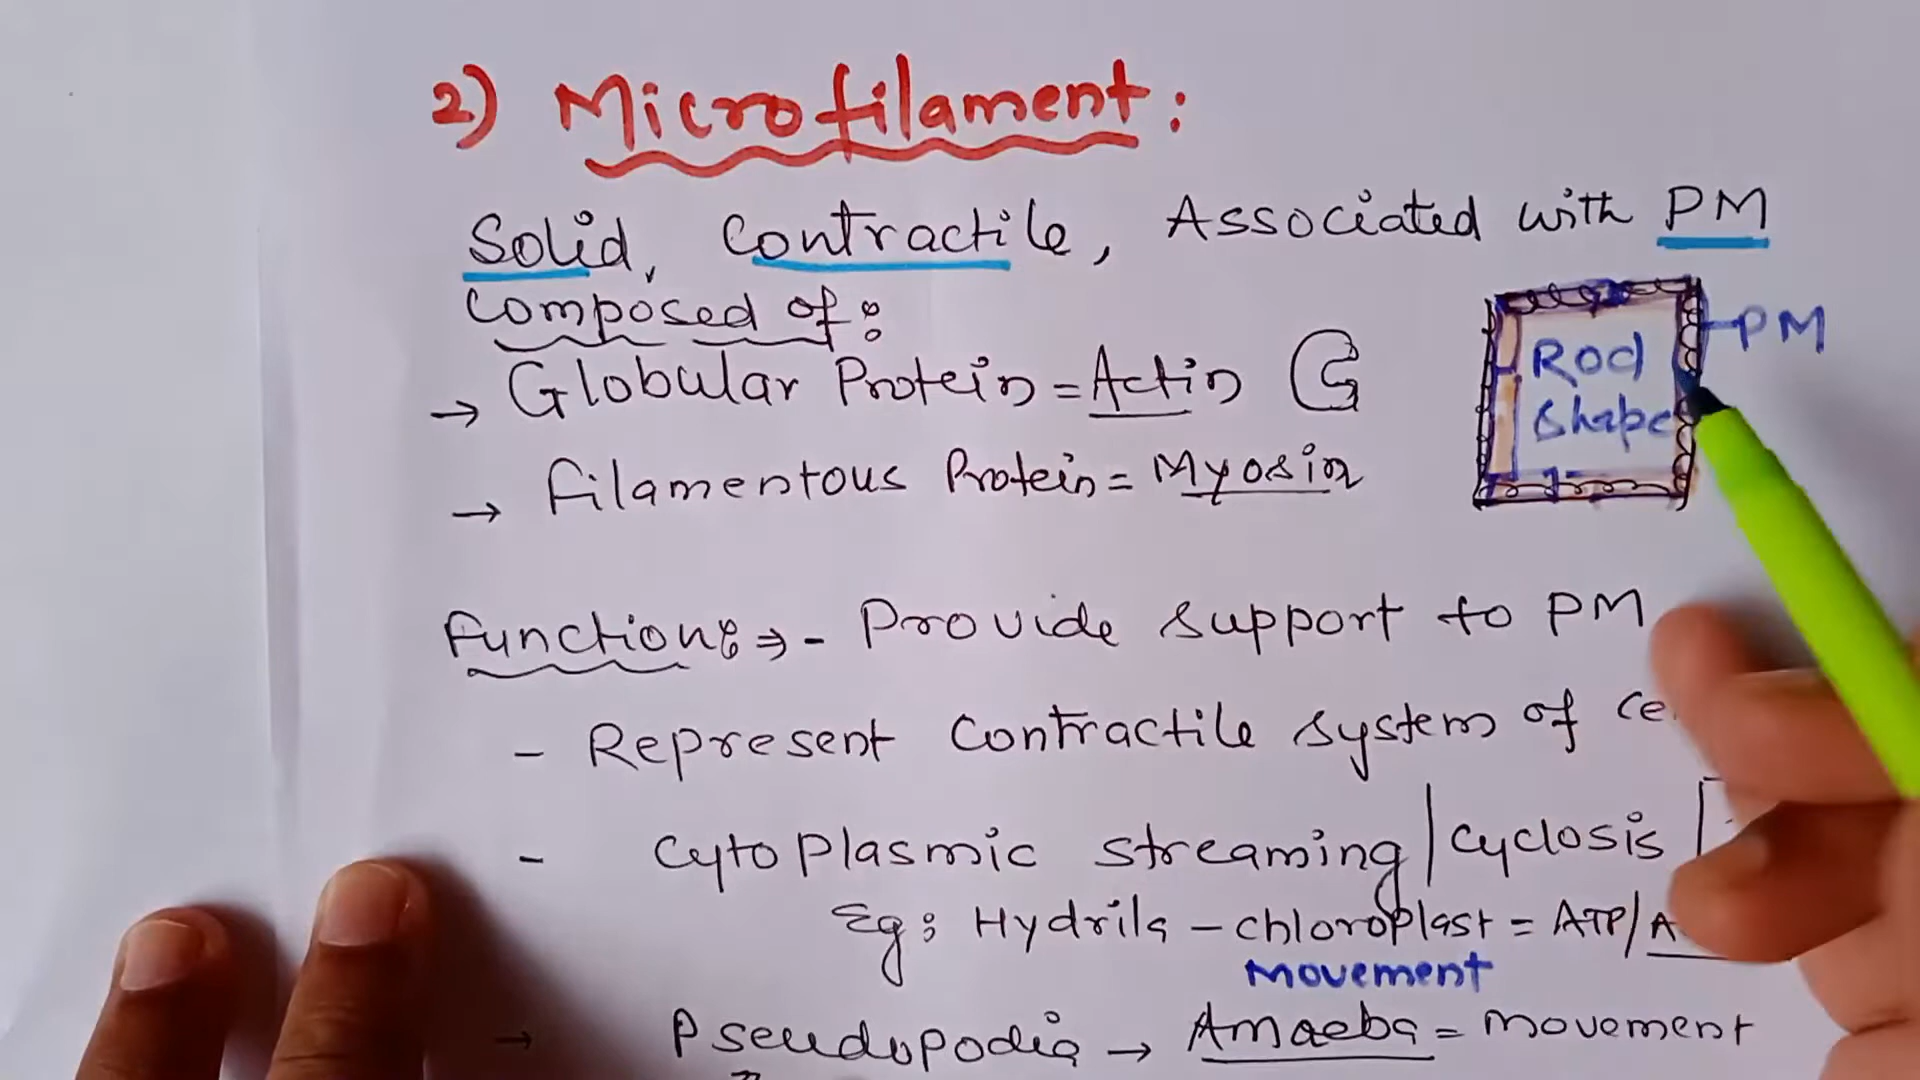 2) Microfilament:
Solid, Contractile, Associated with PM
Composed of:
→ Globular Protein = Actin G
→ Filamentous Protein = Myosin
PM
Rod
Shape
Function: ⇒ - Provide support to PM
- Represent Contractile system of
- Cytoplasmic streaming | Cyclosis
Eg: Hydrila - chloroplast = ATP/
Movement
→ Pseudopodia → Amaeba = movement